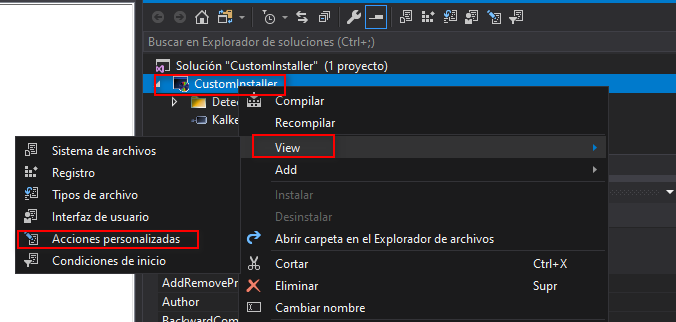 Buscar en Explorador de soluciones (Ctrl+;)
Solución "CustomInstaller" (1 proyecto)
CustomInstaller
Compilar
Recompilar
View
Add
Instalar
Desinstalar
Abrir carpeta en el Explorador de archivos
Cortar Ctrl+X
Eliminar Supr
Cambiar nombre
Sistema de archivos
Registro
Tipos de archivo
Interfaz de usuario
Acciones personalizadas
Condiciones de inicio
Dete
Kalke
AddRemovePr
Author
BackwardCom